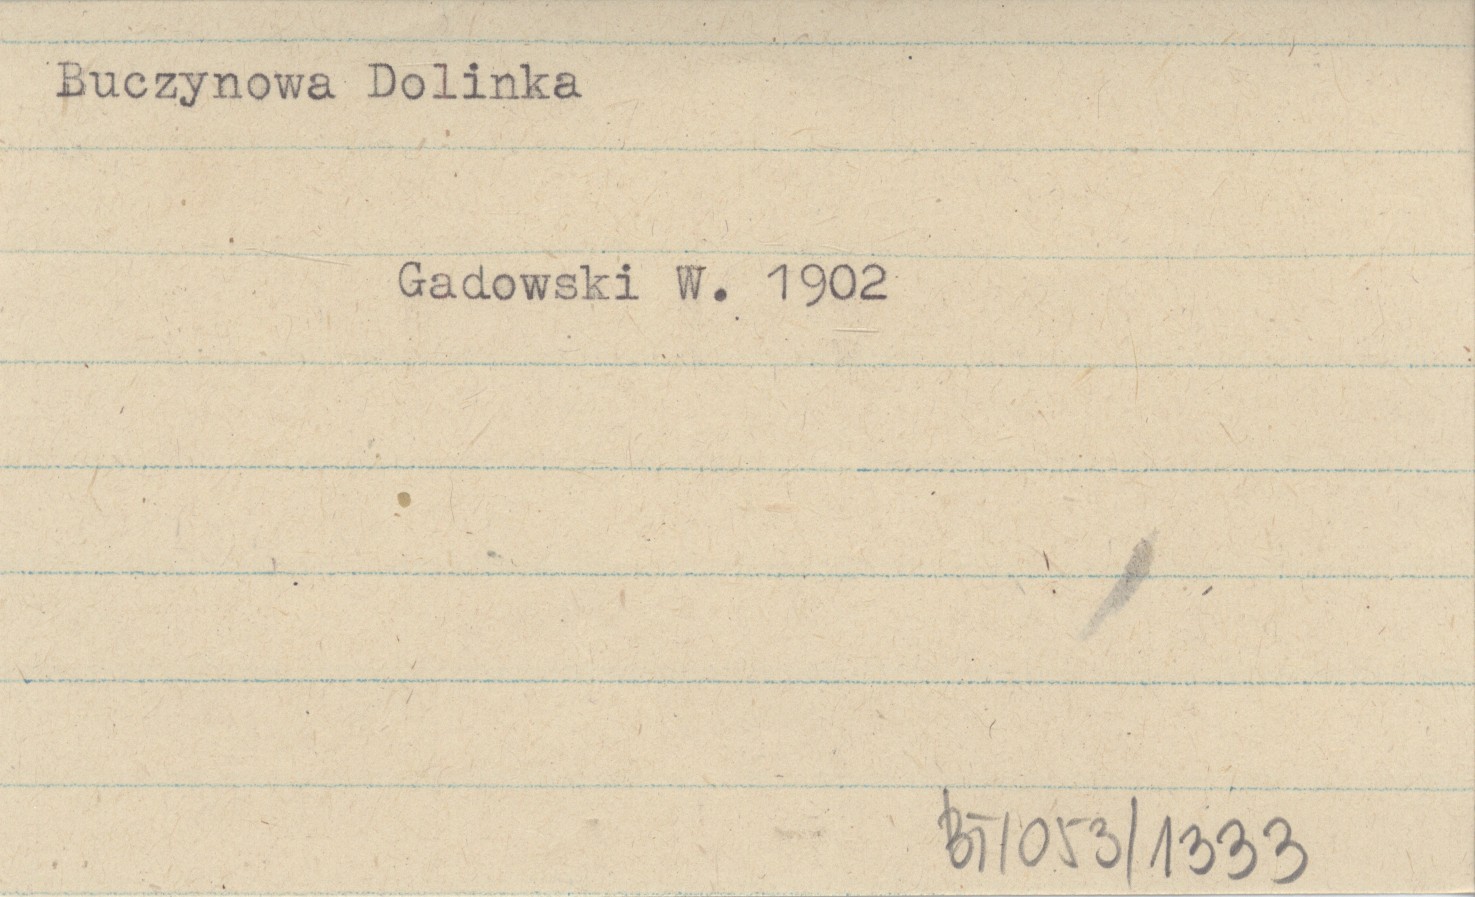 Buczynowa Dolinka
Gadowski W. 1902
BT/053/1333